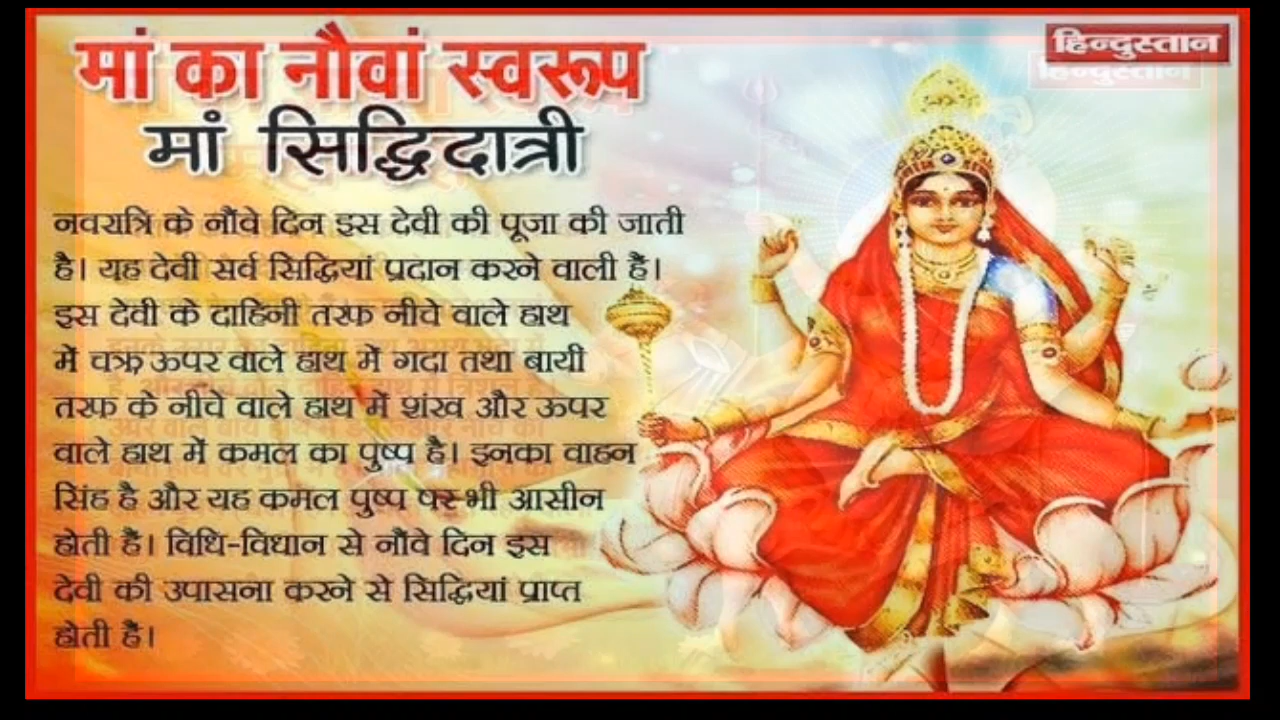 मां का नौवां स्वरूप
हिन्दुस्तान
हिन्दुस्तान
मां सिद्धिदात्री
नवरात्रि के नौंवे दिन इस देवी की पूजा की जाती
है। यह देवी सर्व सिद्धियां प्रदान करने वाली हैं।
इस देवी के दाहिनी तरफ नीचे वाले हाथ
में चक्र ऊपर वाले हाथ में गदा तथा बायी
तरफ के नीचे वाले हाथ में शंख और ऊपर
वाले हाथ में कमल का पुष्प है। इनका वाहन
सिंह है और यह कमल पुष्प पर भी आसीन
होती हैं। विधि-विधान से नौंवे दिन इस
देवी की उपासना करने से सिद्धियां प्राप्त
होती हैं।